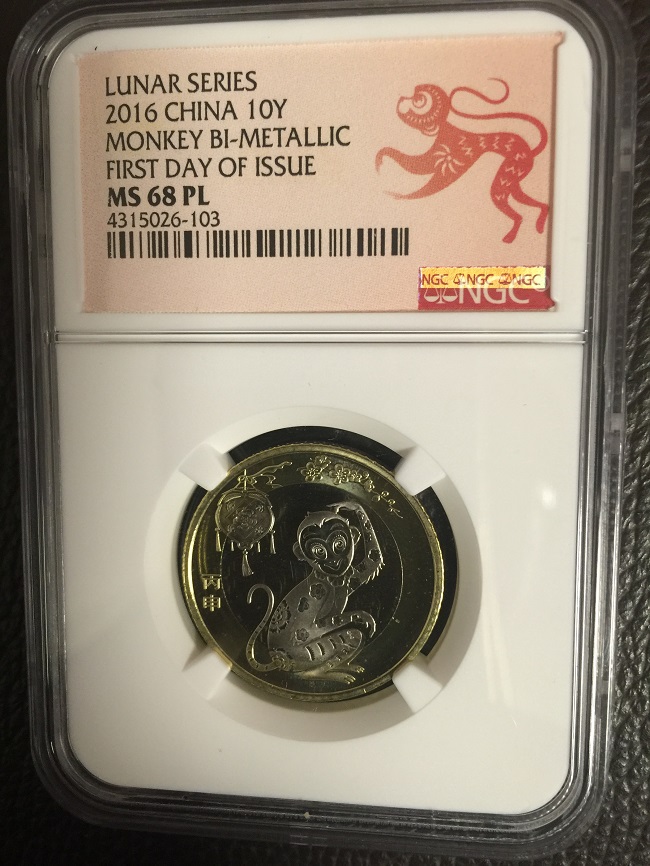 LUNAR SERIES
2016 CHINA 10Y
MONKEY BI-METALLIC
FIRST DAY OF ISSUE
MS 68 PL
4315026-103
NGC NGC NGC
NGC
丙
申